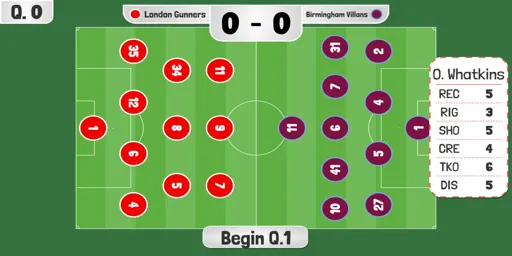 Q. 0
London Gunners
0 - 0
Birmingham Villans
35
34
11
12
1
8
9
6
5
7
4
31
2
7
4
11
6
1
41
5
10
27
O. Whatkins
REC 5
RIG 3
SHO 5
CRE 4
TKO 6
DIS 5
Begin Q.1